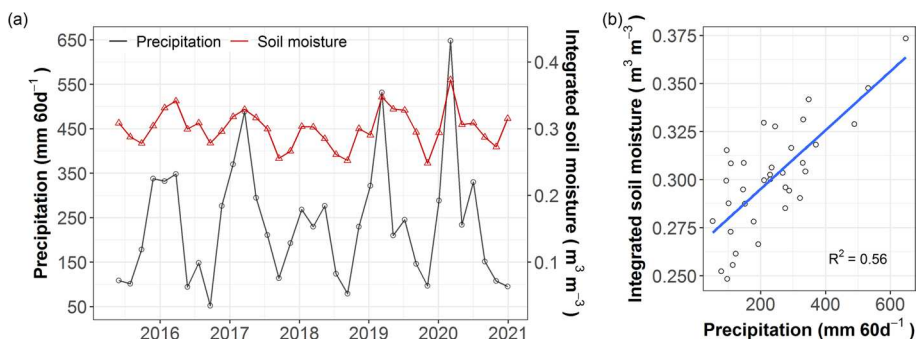 (a)
Precipitation
Soil moisture
650
550
450
350
250
150
50
Precipitation (mm 60d⁻¹)
0.4
0.3
0.2
0.1
Integrated soil moisture ( m³ m⁻³)
2016
2017
2018
2019
2020
2021
(b)
0.375
0.350
0.325
0.300
0.275
0.250
Integrated soil moisture ( m³ m⁻³)
R² = 0.56
200
400
600
Precipitation (mm 60d⁻¹)